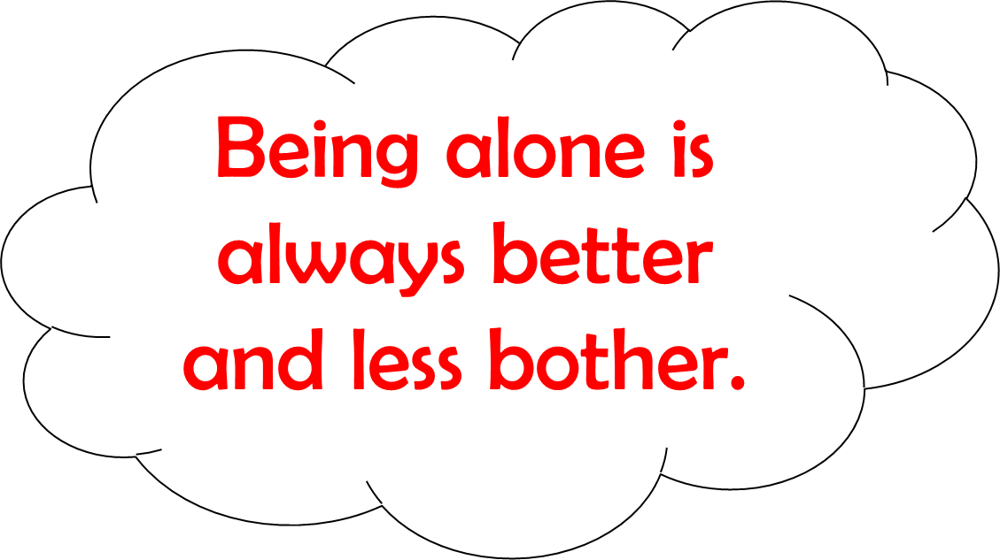 Being alone is
always better
and less bother.